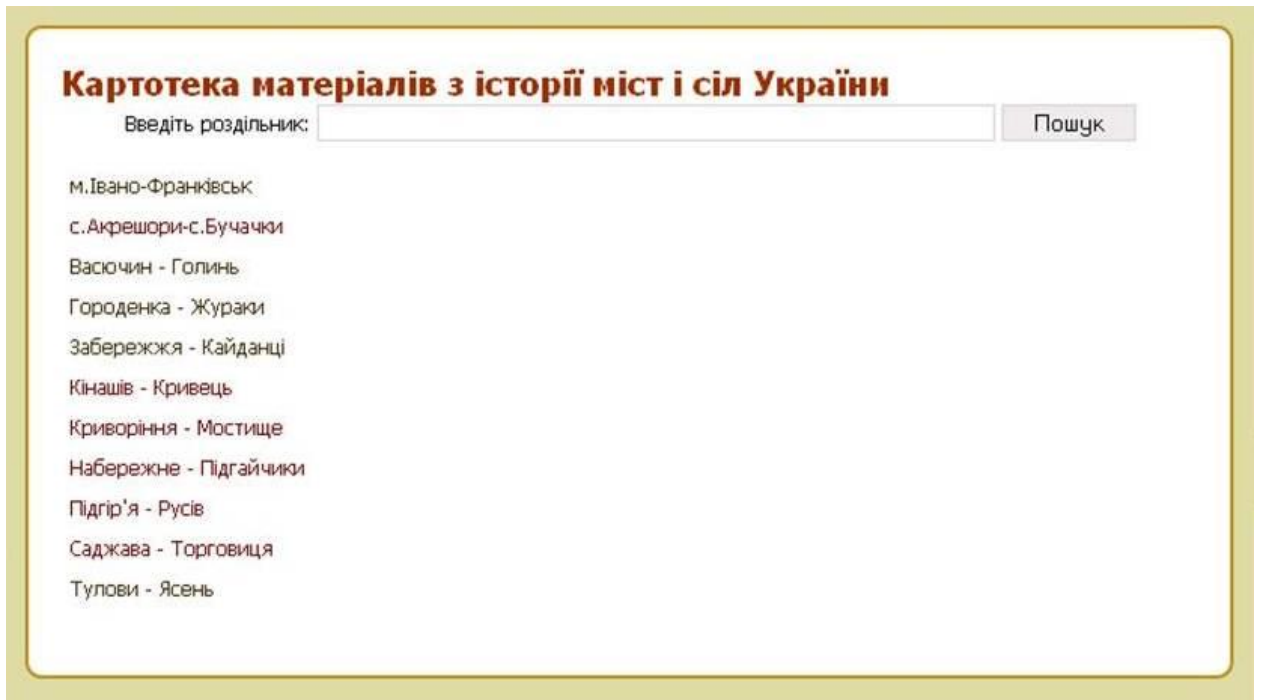 Картотека матеріалів з історії міст і сіл України
Введіть роздільник: Пошук
м.Івано-Франківськ
с.Акрешори-с.Бучачки
Васючин - Голинь
Городенка - Жураки
Забережжя - Кайданці
Кінашів - Кривець
Криворіння - Мостище
Набережне - Підгайчики
Підгір'я - Русів
Саджава - Торговиця
Тулови - Ясень